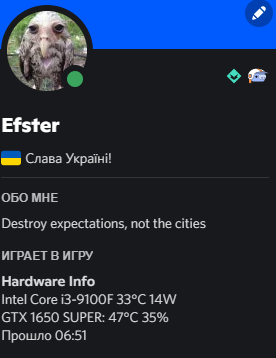 Efster
Слава Україні!
ОБО МНЕ
Destroy expectations, not the cities
ИГРАЕТ В ИГРУ
Hardware Info
Intel Core i3-9100F 33°C 14W
GTX 1650 SUPER: 47°C 35%
Прошло 06:51